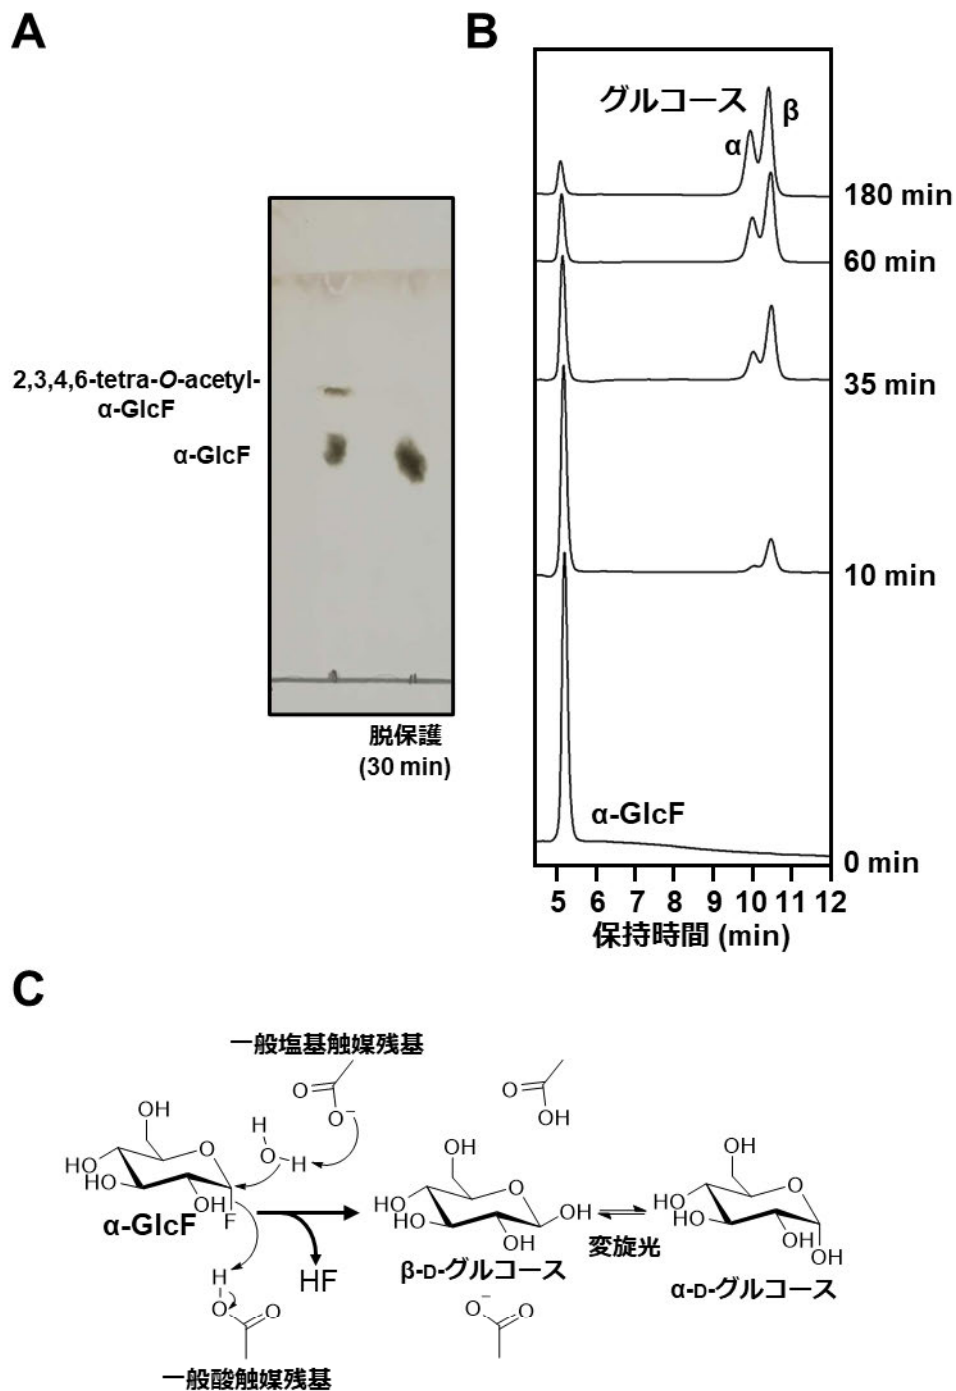 A
2,3,4,6-tetra-O-acetyl-
α-GlcF
α-GlcF
脱保護
(30 min)
B
グルコース
α
β
180 min
60 min
35 min
10 min
α-GlcF
0 min
5 6 7 8 9 10 11 12
保持時間 (min)
C
一般塩基触媒残基
O
O−
H
O H
OH
O
HO
HO
OH
F
α-GlcF
HF
H
O
O
一般酸触媒残基
O
OH
OH
O
HO
HO
OH
OH
β-D-グルコース
O−
O
変旋光
OH
O
HO
HO
OH
OH
α-D-グルコース